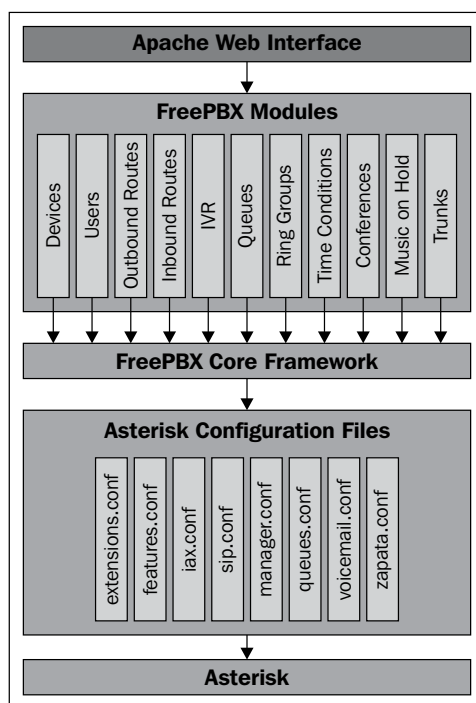 Apache Web Interface
FreePBX Modules
Devices
Users
Outbound Routes
Inbound Routes
IVR
Queues
Ring Groups
Time Conditions
Conferences
Music on Hold
Trunks
FreePBX Core Framework
Asterisk Configuration Files
extensions.conf
features.conf
iax.conf
sip.conf
manager.conf
queues.conf
voicemail.conf
zapata.conf
Asterisk